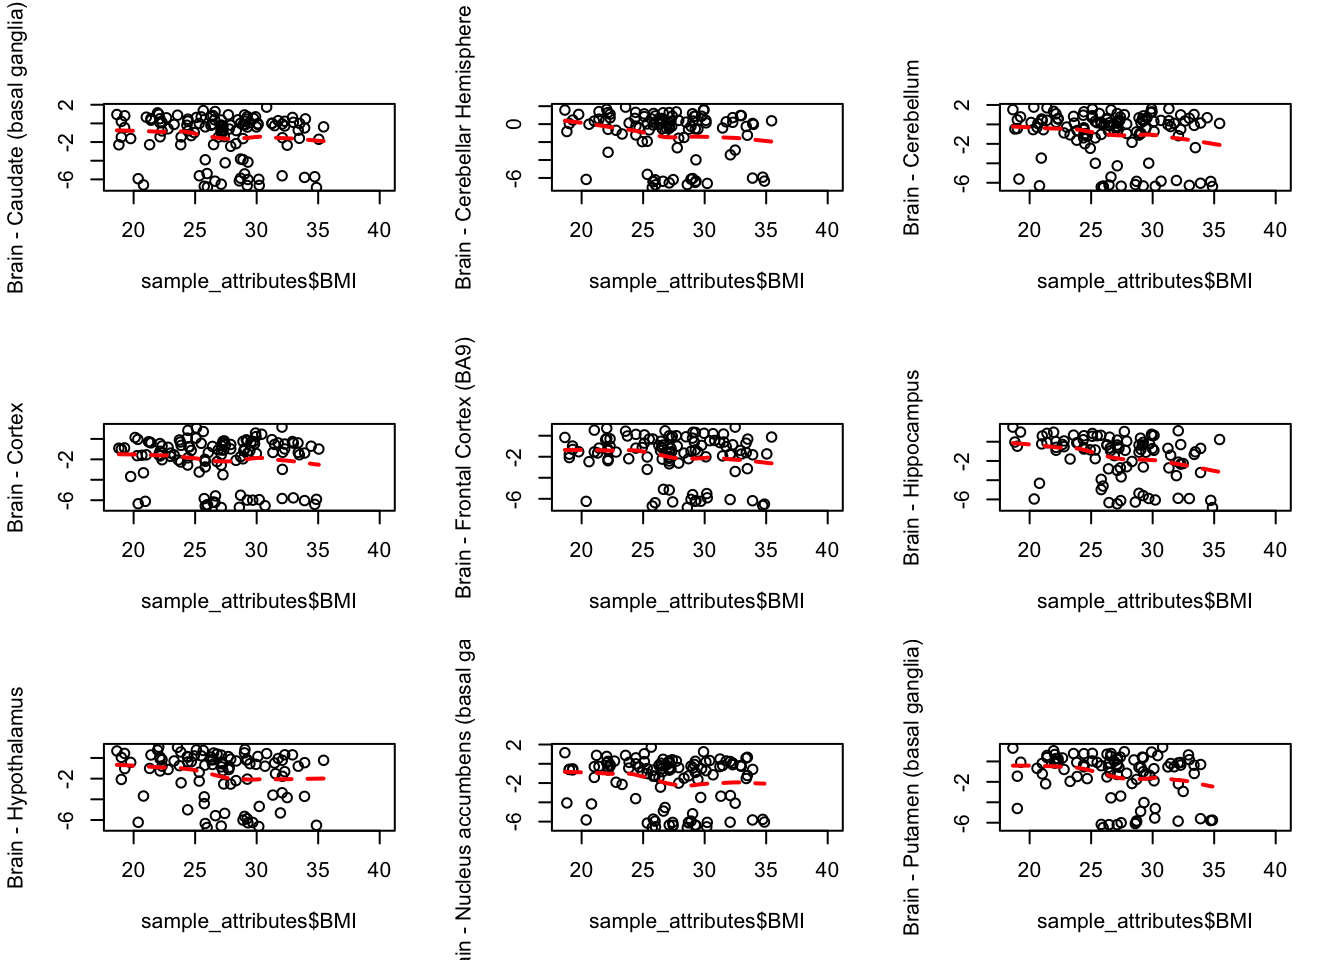 Brain - Caudate (basal ganglia)
2
-2
-6
20 25 30 35 40
sample_attributes$BMI
Brain - Cerebellar Hemisphere
0
-6
20 25 30 35 40
sample_attributes$BMI
Brain - Cerebellum
2
-2
-6
20 25 30 35 40
sample_attributes$BMI
Brain - Cortex
-2
-6
20 25 30 35 40
sample_attributes$BMI
Brain - Frontal Cortex (BA9)
-2
-6
20 25 30 35 40
sample_attributes$BMI
Brain - Hippocampus
-2
-6
20 25 30 35 40
sample_attributes$BMI
Brain - Hypothalamus
-2
-6
20 25 30 35 40
sample_attributes$BMI
ain - Nucleus accumbens (basal ga
2
-2
-6
20 25 30 35 40
sample_attributes$BMI
Brain - Putamen (basal ganglia)
-2
-6
20 25 30 35 40
sample_attributes$BMI